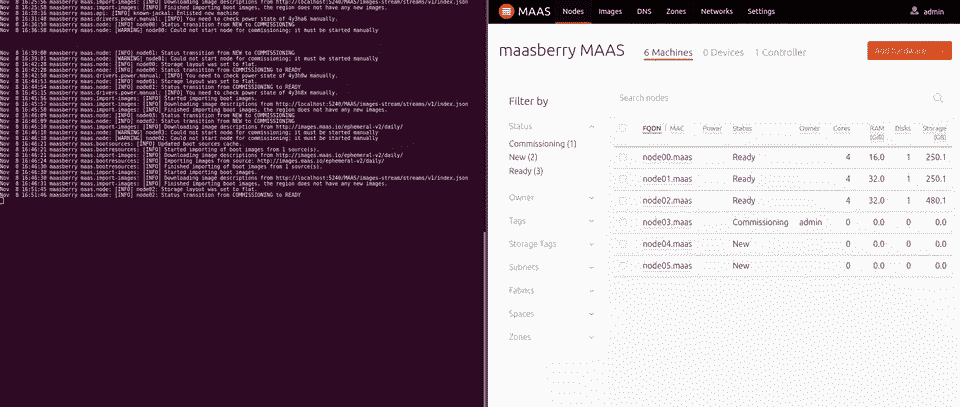 Nov  8 16:25:56 maasberry maas.import-images: [INFO] Downloading image descriptions from http://localhost:5240/MAAS/images-stream/streams/v1/index.json
Nov  8 16:25:58 maasberry maas.import-images: [INFO] Finished importing boot images, the region does not have any new images.
Nov  8 16:28:16 maasberry maas.api: [INFO] known-jackal: Enlisted new machine
Nov  8 16:31:48 maasberry maas.drivers.power.manual: [INFO] You need to check power state of 4y3ha6 manually.
Nov  8 16:36:50 maasberry maas.node: [INFO] node00: Status transition from NEW to COMMISSIONING
Nov  8 16:36:50 maasberry maas.node: [WARNING] node00: Could not start node for commissioning; it must be started manually
Nov  8 16:39:00 maasberry maas.node: [INFO] node01: Status transition from NEW to COMMISSIONING
Nov  8 16:39:01 maasberry maas.node: [WARNING] node01: Could not start node for commissioning; it must be started manually
Nov  8 16:42:28 maasberry maas.node: [INFO] node00: Storage layout was set to flat.
Nov  8 16:42:28 maasberry maas.node: [INFO] node00: Status transition from COMMISSIONING to READY
maasberry maas.drivers.power.manual: [INFO] You need to check power state of manually.
Nov  8 16:44:53 maasberry maas.node: [INFO] node01: Storage layout was set to flat.
Nov  8 16:44:54 maasberry maas.node: [INFO] node01: Status transition from COMMISSIONING to READY
maasberry maas.drivers.power.manual: [INFO] You need to check power state of manually.
Nov  8 16:45:56 maasberry maas.import-images: [INFO] Started importing boot images.
Nov  8 16:45:57 maasberry maas.import-images: [INFO] Downloading image descriptions from http://localhost:5240/MAAS/images-stream/streams/v1/index.json
Nov  8 16:45:58 maasberry maas.import-images: [INFO] Finished importing boot images, the region does not have any new images.
Nov  8 16:46:09 maasberry maas.node: [INFO] node03: Status transition from NEW to COMMISSIONING
Nov  8 16:46:09 maasberry maas.node: [INFO] node02: Status transition from NEW to COMMISSIONING
maasberry maas.import-images: [INFO] Downloading image descriptions from http://images.maas.io/ephemeral-v2/daily/
Nov  8 16:46:10 maasberry maas.node: [WARNING] node03: Could not start node for commissioning; it must be started manually
maasberry maas.node: [WARNING] node02: Could not start node for commissioning; it must be started manually
Nov  8 16:46:21 maasberry maas.bootsources: [INFO] Updated boot sources cache.
Nov  8 16:46:21 maasberry maas.bootresources: [INFO] Started importing of boot images from 1 source(s).
Nov  8 16:46:21 maasberry maas.import-images: [INFO] Downloading image descriptions from http://images.maas.io/ephemeral-v2/daily/
Nov  8 16:46:24 maasberry maas.bootresources: [INFO] Importing images from source: http://images.maas.io/ephemeral-v2/daily/
Nov  8 16:46:30 maasberry maas.bootresources: [INFO] Finished importing of boot images from 1 source(s).
Nov  8 16:46:30 maasberry maas.import-images: [INFO] Started importing boot images.
Nov  8 16:46:30 maasberry maas.import-images: [INFO] Downloading image descriptions from http://localhost:5240/MAAS/images-stream/streams/v1/index.json
Nov  8 16:46:31 maasberry maas.import-images: [INFO] Finished importing boot images, the region does not have any new images.
Nov  8 16:51:45 maasberry maas.node: [INFO] node02: Storage layout was set to flat.
Nov  8 16:51:46 maasberry maas.node: [INFO] node02: Status transition from COMMISSIONING to READY
MAAS Nodes Images DNS Zones Networks Settings admin
maasberry MAAS 6 Machines 0 Devices 1 Controller Add hardware
Filter by Search nodes
Status
Commissioning (1)
New (2)
Ready (3)
Owner
Tags
Storage Tags
Subnets
Fabrics
Spaces
Zones
FQDN | MAC Power Status Owner Cores RAM (GB) Disks Storage (GB)
node00.maas Ready 4 16.0 1 250.1
node01.maas Ready 4 32.0 1 250.1
node02.maas Ready 4 32.0 1 480.1
node03.maas Commissioning admin 0 0.0 0 0.0
node04.maas New 0 0.0 0 0.0
node05.maas New 0 0.0 0 0.0